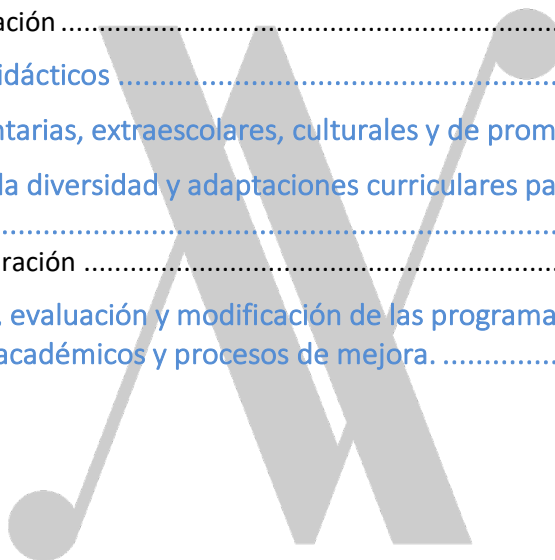 ación ............................................................
idácticos ......................................................
ntarias, extraescolares, culturales y de prom
la diversidad y adaptaciones curriculares pa
......................................................................
ración .........................................................
, evaluación y modificación de las programa
académicos y procesos de mejora. ..............